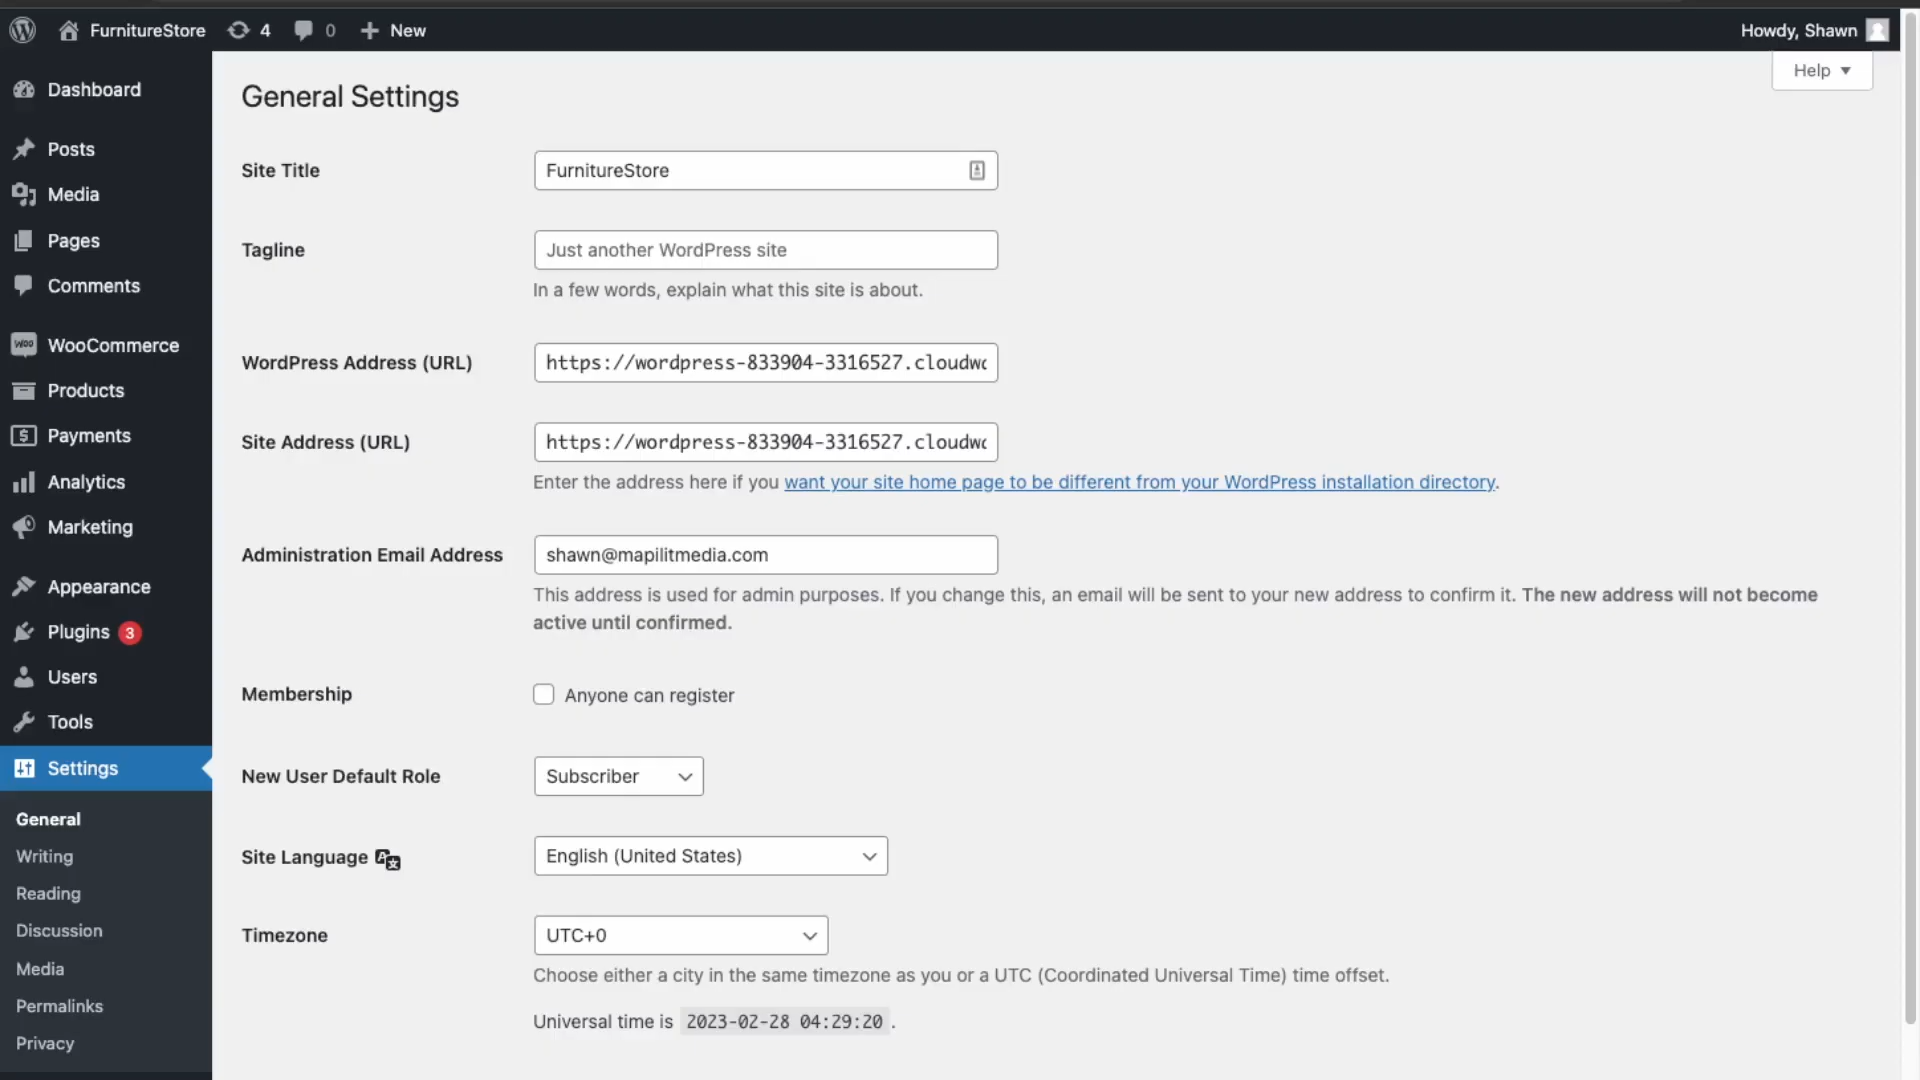 FurnitureStore
4
0
New
Howdy, Shawn
Dashboard
Posts
Media
Pages
Comments
WOO
WooCommerce
Products
$
Payments
Analytics
Marketing
Appearance
Plugins 3
Users
Tools
Settings
General
Writing
Reading
Discussion
Media
Permalinks
Privacy
Help
General Settings
Site Title
FurnitureStore
Tagline
Just another WordPress site
In a few words, explain what this site is about.
WordPress Address (URL)
https://wordpress-833904-3316527.cloudw
Site Address (URL)
https://wordpress-833904-3316527.cloudw
Enter the address here if you want your site home page to be different from your WordPress installation directory.
Administration Email Address
shawn@mapilitmedia.com
This address is used for admin purposes. If you change this, an email will be sent to your new address to confirm it. The new address will not become
active until confirmed.
Membership
Anyone can register
New User Default Role
Subscriber
Site Language
English (United States)
Timezone
UTC+0
Choose either a city in the same timezone as you or a UTC (Coordinated Universal Time) time offset.
Universal time is 2023-02-28 04:29:20 .